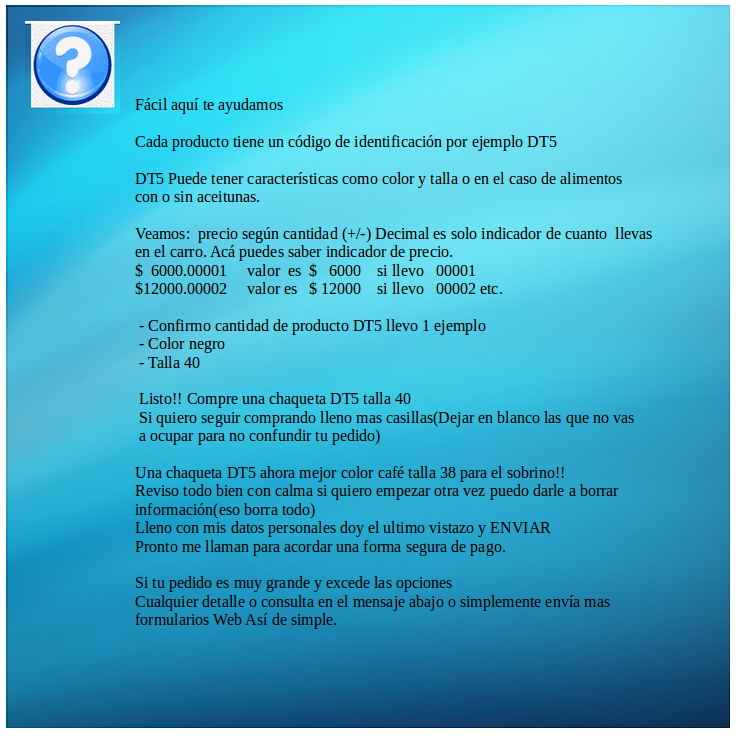 ?
Fácil aquí te ayudamos
Cada producto tiene un código de identificación por ejemplo DT5
DT5 Puede tener características como color y talla o en el caso de alimentos
con o sin aceitunas.
Veamos:  precio según cantidad (+/-) Decimal es solo indicador de cuanto  llevas
en el carro. Acá puedes saber indicador de precio.
$  6000.00001     valor  es  $   6000    si llevo   00001
$12000.00002     valor es   $ 12000    si llevo   00002 etc.
- Confirmo cantidad de producto DT5 llevo 1 ejemplo
- Color negro
- Talla 40
Listo!! Compre una chaqueta DT5 talla 40
Si quiero seguir comprando lleno mas casillas(Dejar en blanco las que no vas
a ocupar para no confundir tu pedido)
Una chaqueta DT5 ahora mejor color café talla 38 para el sobrino!!
Reviso todo bien con calma si quiero empezar otra vez puedo darle a borrar
información(eso borra todo)
Lleno con mis datos personales doy el ultimo vistazo y ENVIAR
Pronto me llaman para acordar una forma segura de pago.
Si tu pedido es muy grande y excede las opciones
Cualquier detalle o consulta en el mensaje abajo o simplemente envía mas
formularios Web Así de simple.